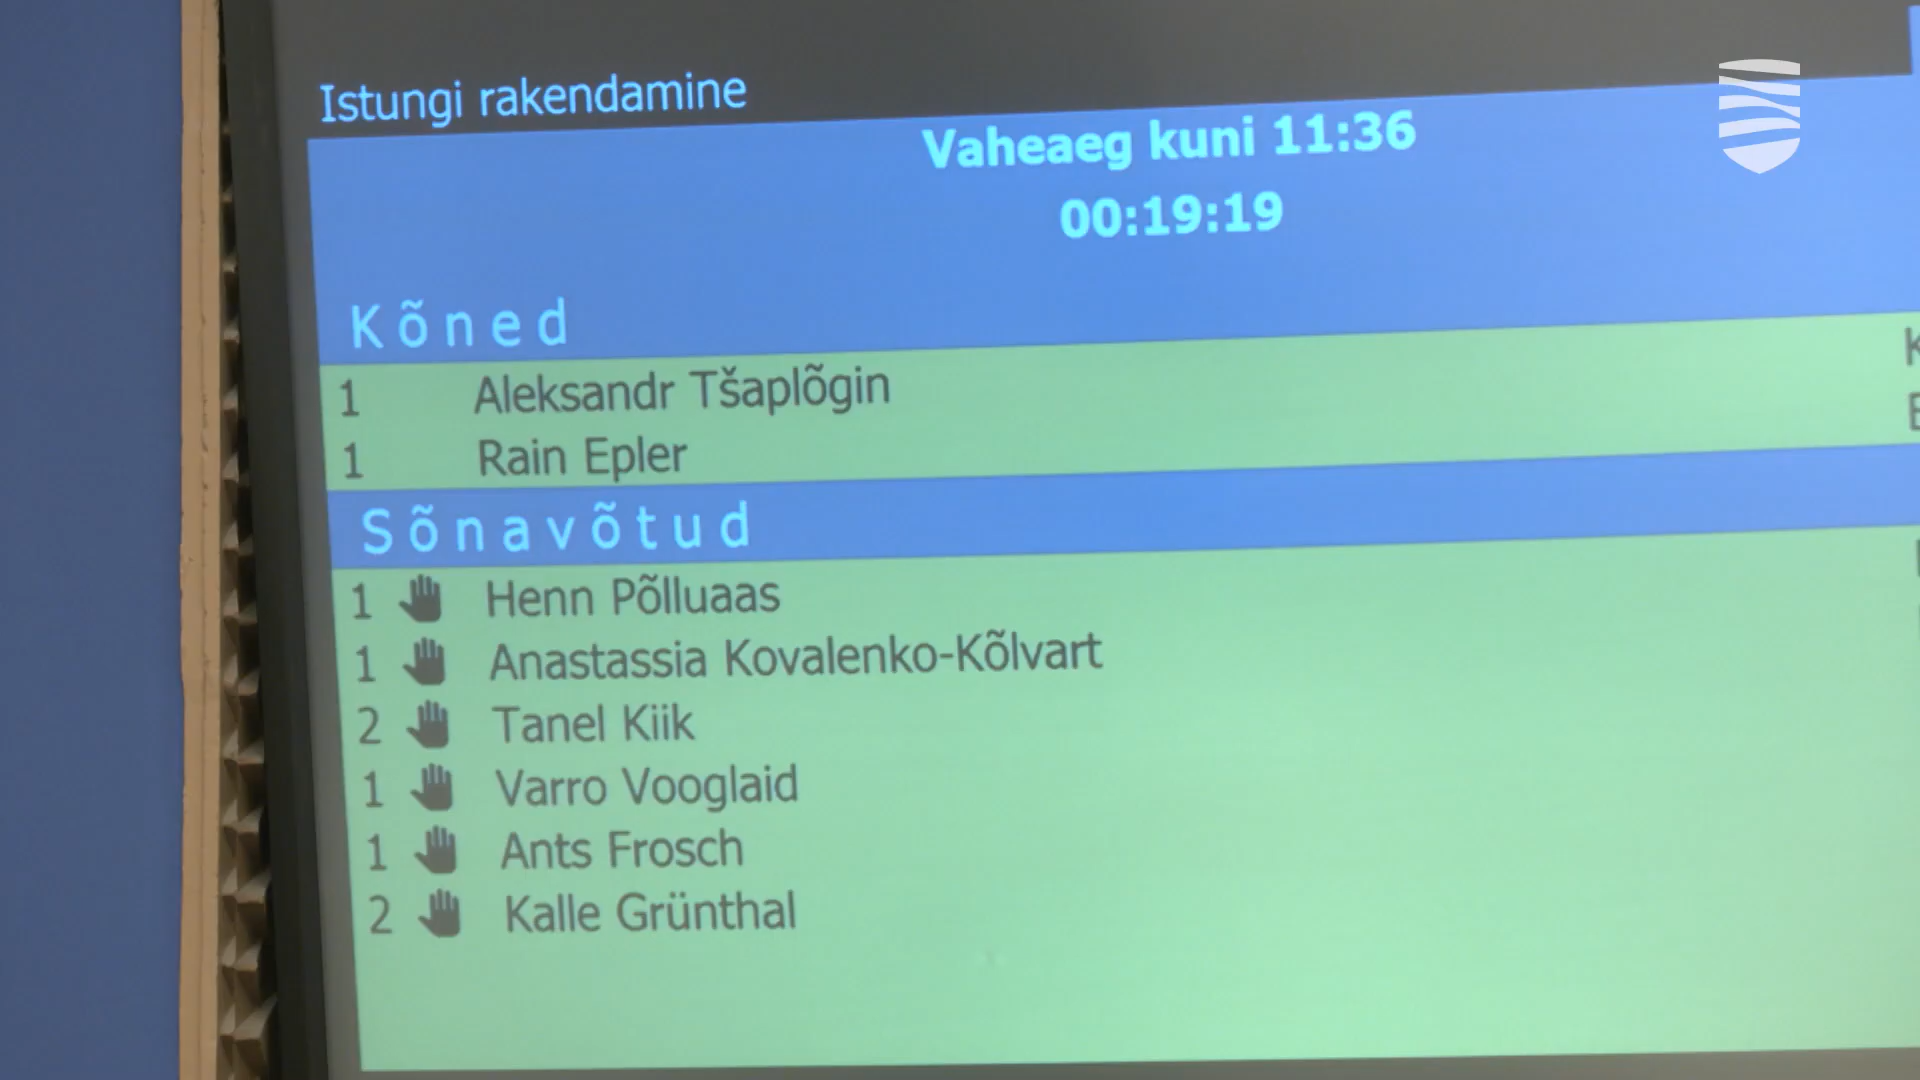 Istungi rakendamine
Vaheaeg kuni 11:36
00:19:19
Kõned
1 Aleksandr Tšaplõgin
1 Rain Epler
Sõnavõtud
1 Henn Põlluaas
1 Anastassia Kovalenko-Kõlvart
2 Tanel Kiik
1 Varro Vooglaid
1 Ants Frosch
2 Kalle Grünthal